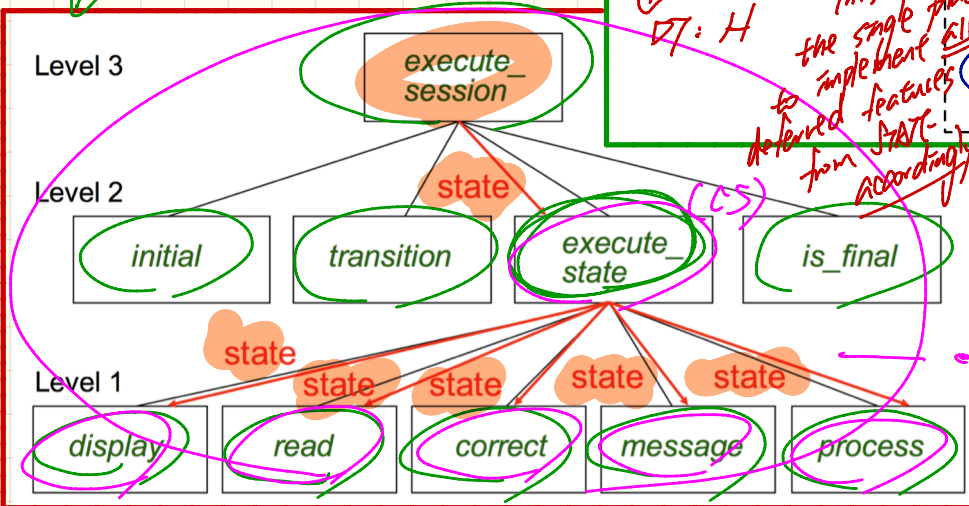 DT: H
the single
to implement all
deferred features
from STATE
accordingly
Level 3
execute_
session
Level 2
state
(cs)
initial
transition
execute_
state
is_final
state
state
state
state
state
Level 1
display
read
correct
message
process